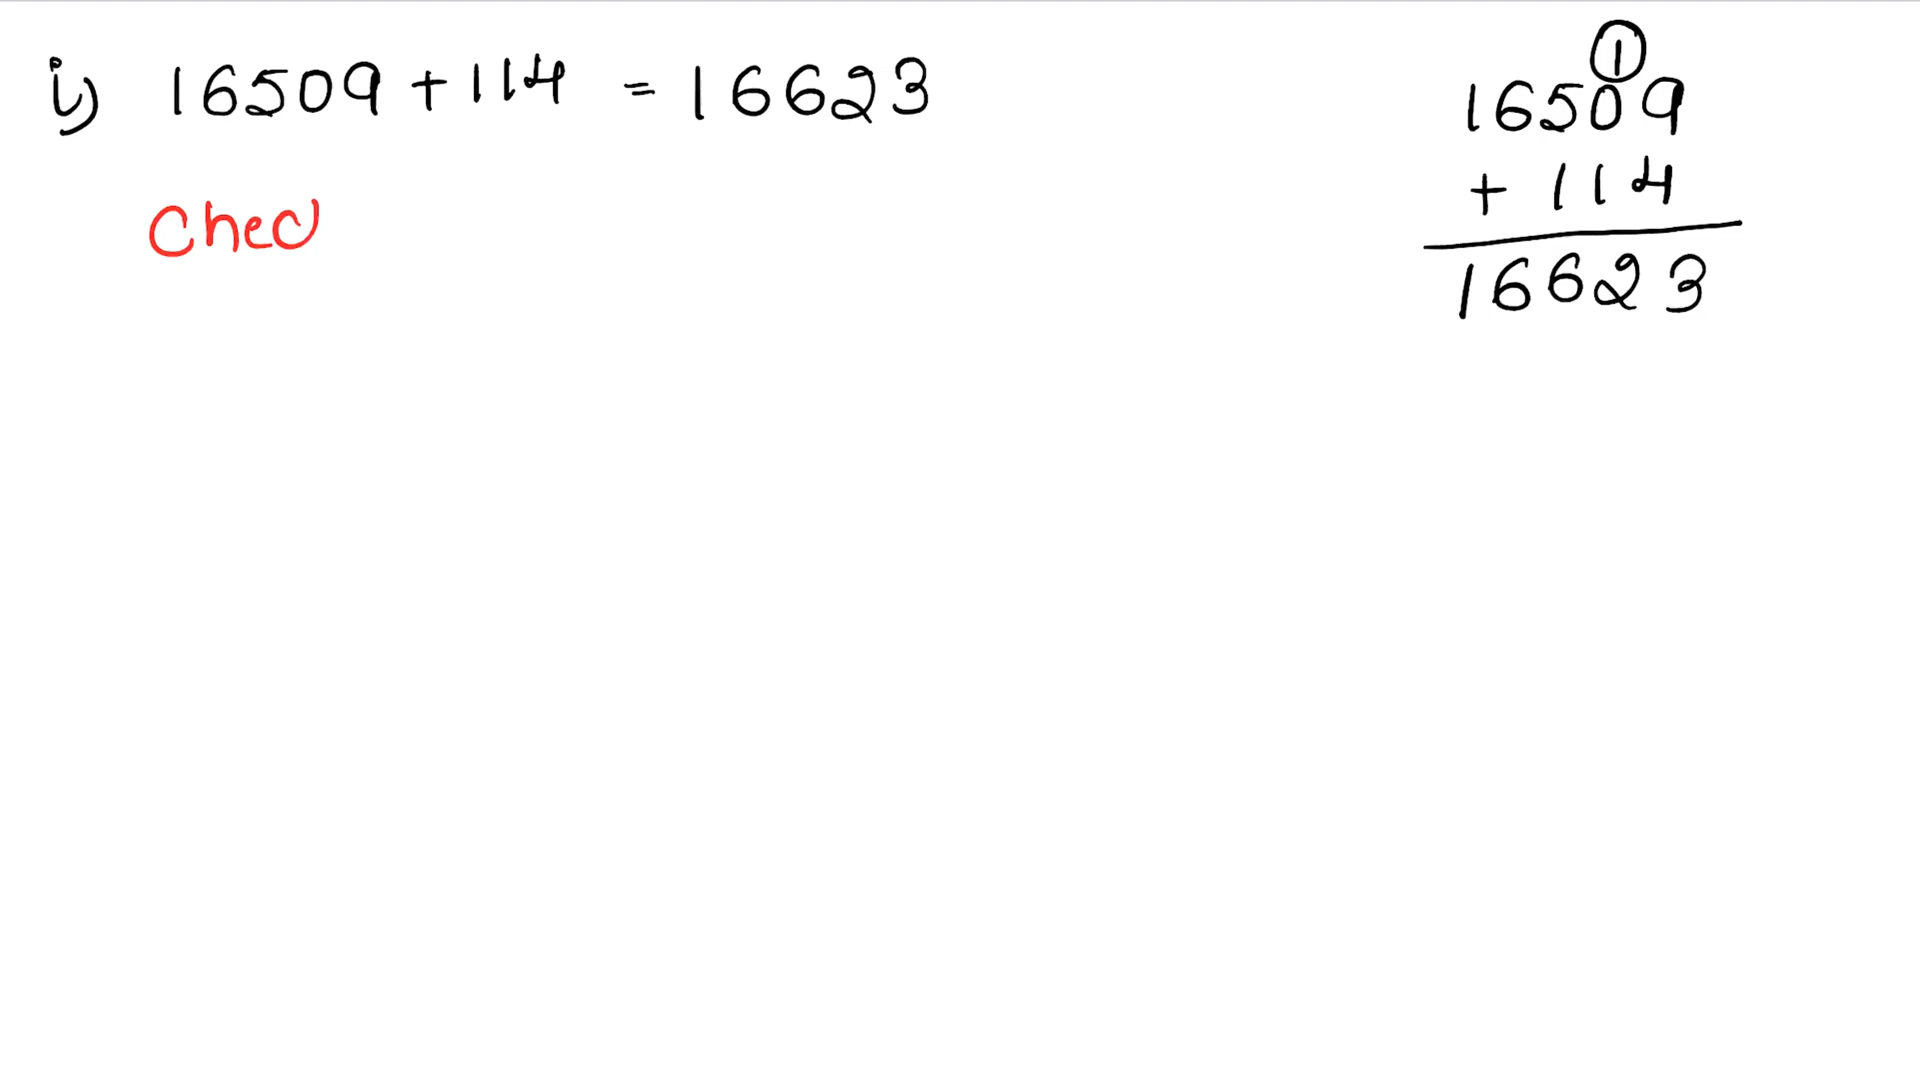 i) 16509 + 114 = 16623
Chec
1
16509
+ 114
16623